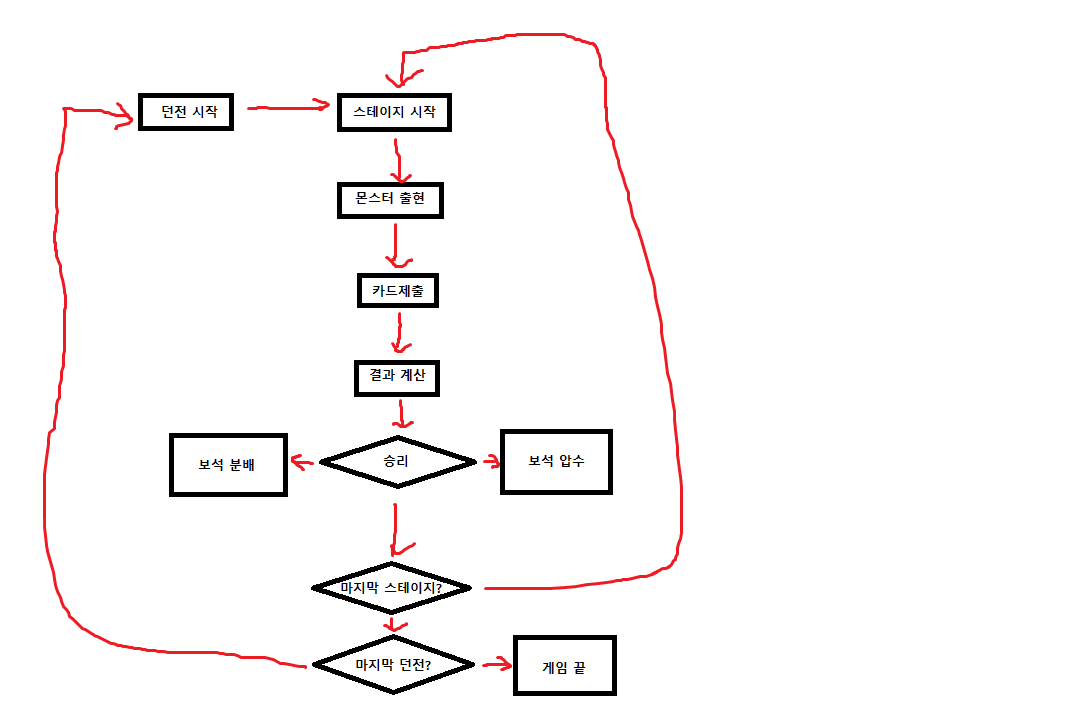 던전 시작
스테이지 시작
몬스터 출현
카드제출
결과 계산
보석 분배
승리
보석 압수
마지막 스테이지?
마지막 던전?
게임 끝